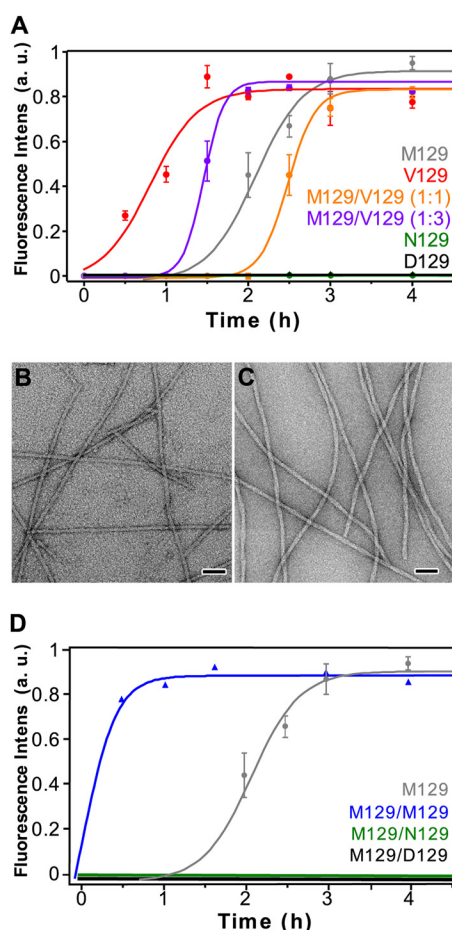 A
Fluorescence Intens (a. u.)
1
0.8
0.6
0.4
0.2
0
M129
V129
M129/V129 (1:1)
M129/V129 (1:3)
N129
D129
0 1 2 3 4
Time (h)
B C
D
Fluorescence Intens (a. u.)
1
0.8
0.6
0.4
0.2
0
M129
M129/M129
M129/N129
M129/D129
0 1 2 3 4
Time (h)